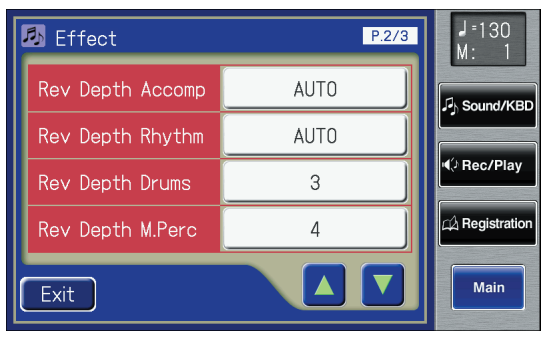 Effect
P.2/3
♩=130
M: 1
Rev Depth Accomp
AUTO
Rev Depth Rhythm
AUTO
Rev Depth Drums
3
Rev Depth M.Perc
4
Exit
Sound/KBD
Rec/Play
Registration
Main